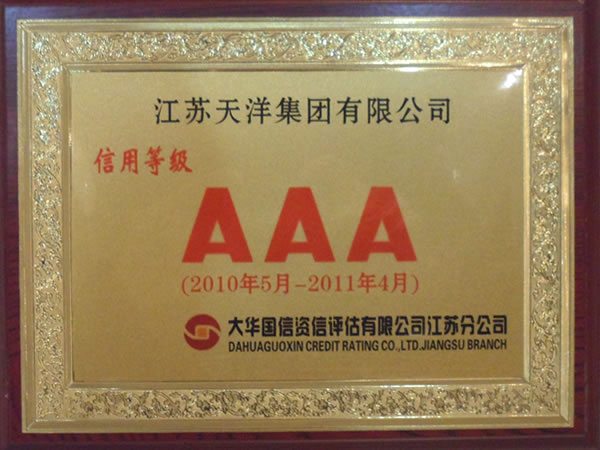 江苏天洋集团有限公司
信用等级
AAA
(2010年5月-2011年4月)
大华国信资信评估有限公司江苏分公司
DAHUAGUOXIN CREDIT RATING CO.,LTD.JIANGSU BRANCH